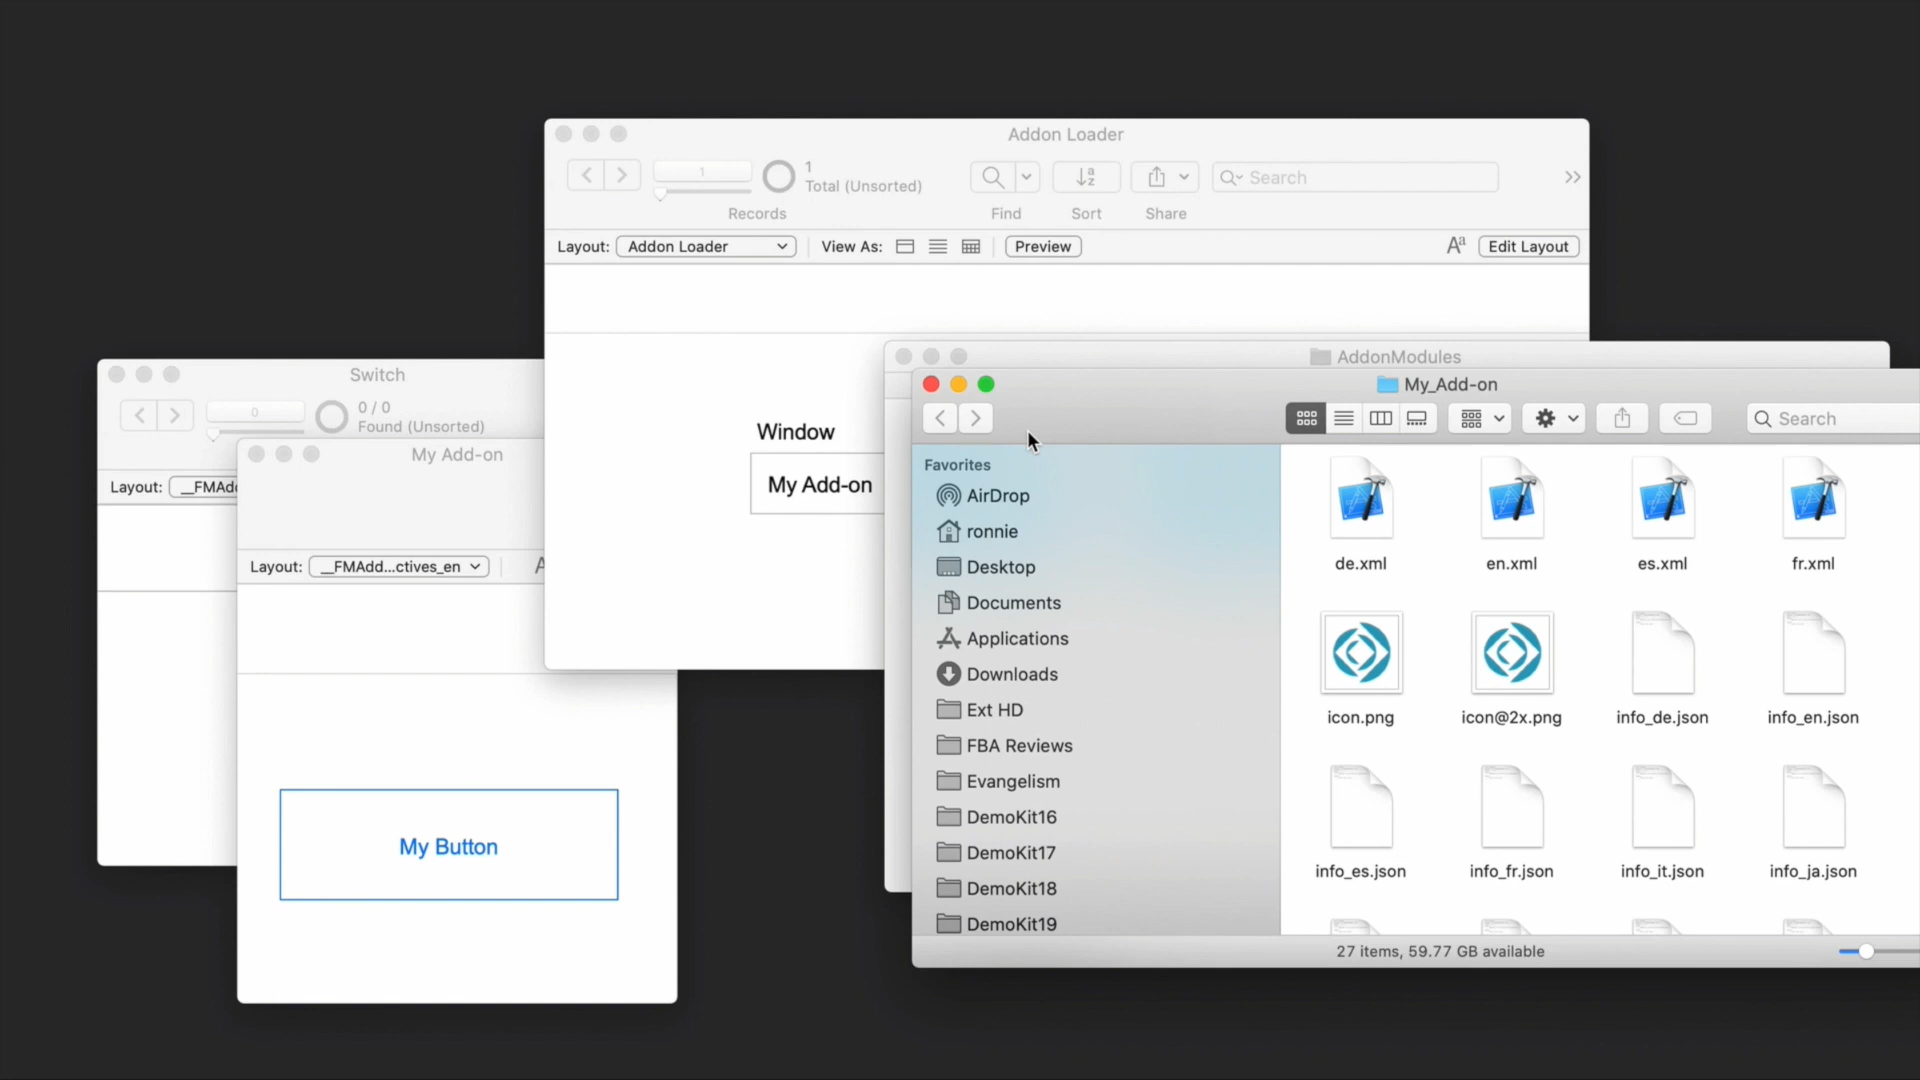 Addon Loader
1
1
Total (Unsorted)
Search
Records
Find
Sort
Share
Layout:
Addon Loader
View As:
Preview
Edit Layout
Window
My Add-on
Switch
0
0 / 0
Found (Unsorted)
Layout:
My Add-on
Layout:
__FMAdd...ctives_en
My Button
AddonModules
My_Add-on
Search
Favorites
AirDrop
ronnie
Desktop
Documents
Applications
Downloads
Ext HD
FBA Reviews
Evangelism
DemoKit16
DemoKit17
DemoKit18
DemoKit19
de.xml
en.xml
es.xml
fr.xml
icon.png
icon@2x.png
info_de.json
info_en.json
info_es.json
info_fr.json
info_it.json
info_ja.json
27 items, 59.77 GB available